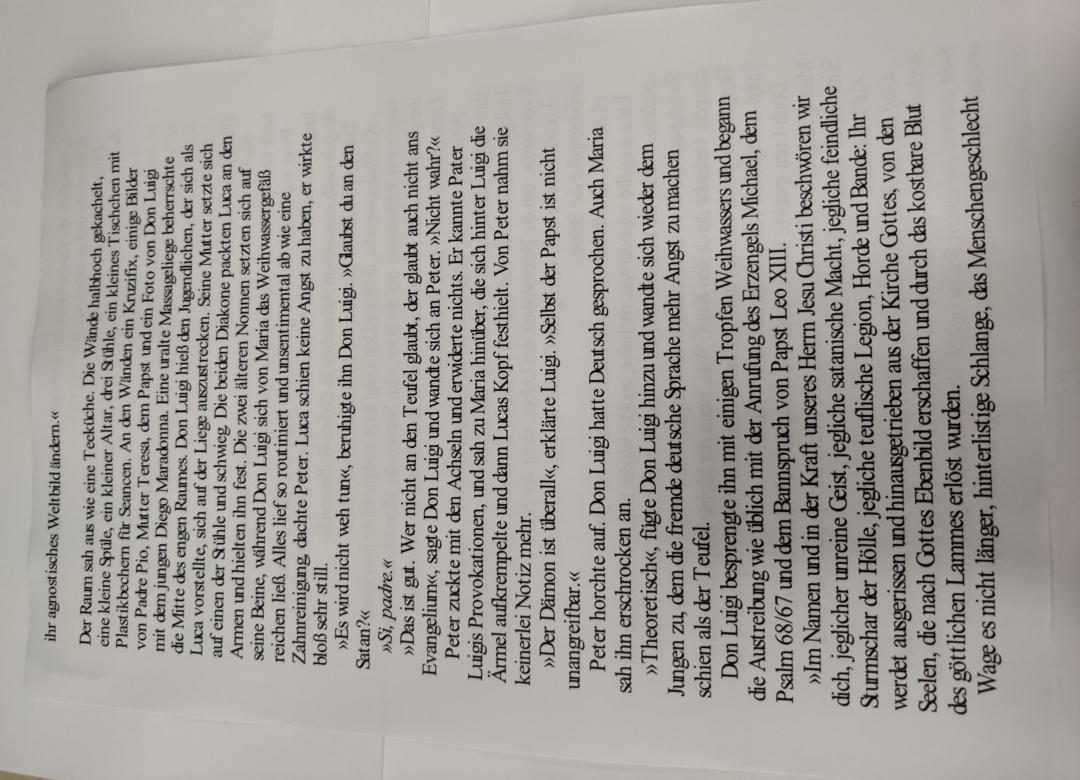 ihr agnostisches Weltbild ändern.«
Der Raum sah aus wie eine Teeküche. Die Wände halbhoch gekachelt,
eine kleine Spüle, ein kleiner Altar, drei Stühle, ein kleines Tischchen mit
Plastikbechern für Seancen. An den Wänden ein Kruzifix, einige Bilder
von Padre Pio, Mutter Teresa, dem Papst und ein Foto von Don Luigi
mit dem jungen Diego Maradonna. Eine uralte Massageliege beherrschte
die Mitte des engen Raumes. Don Luigi hieß den Jugendlichen, der sich als
Luca vorstellte, sich auf der Liege auszustrecken. Seine Mutter setzte sich
auf einen der Stühle und schwieg. Die beiden Diakone packten Luca an den
Armen und hielten ihn fest. Die zwei älteren Nonnen setzten sich auf
seine Beine, während Don Luigi sich von Maria das Weihwassergefäß
reichen ließ. Alles lief so routiniert und unsentimental ab wie eine
Zahnreinigung, dachte Peter. Luca schien keine Angst zu haben, er wirkte
bloß sehr still.
»Es wird nicht weh tun«, beruhigte ihn Don Luigi. »Glaubst du an den
Satan?«
»Si, padre.«
»Das ist gut. Wer nicht an den Teufel glaubt, der glaubt auch nicht ans
Evangelium«, sagte Don Luigi und wandte sich an Peter. »Nicht wahr?«
Peter zuckte mit den Achseln und erwiderte nichts. Er kannte Pater
Luigis Provokationen, und sah zu Maria hinüber, die sich hinter Luigi die
Ärmel aufkrempelte und dann Lucas Kopf festhielt. Von Peter nahm sie
keinerlei Notiz mehr.
»Der Dämon ist überall«, erklärte Luigi. »Selbst der Papst ist nicht
unangreifbar.«
Peter horchte auf. Don Luigi hatte Deutsch gesprochen. Auch Maria
sah ihn erschrocken an.
»Theoretisch«, fügte Don Luigi hinzu und wandte sich wieder dem
Jungen zu, dem die fremde deutsche Sprache mehr Angst zu machen
schien als der Teufel.
Don Luigi besprengte ihn mit einigen Tropfen Weihwassers und begann
die Austreibung wie üblich mit der Anrufung des Erzengels Michael, dem
Psalm 68/67 und dem Bannspruch von Papst Leo XIII.
»Im Namen und in der Kraft unseres Herrn Jesu Christi beschwören wir
dich, jeglicher unreine Geist, jegliche satanische Macht, jegliche feindliche
Sturmschar der Hölle, jegliche teuflische Legion, Horde und Bande: Ihr
werdet ausgerissen und hinausgetrieben aus der Kirche Gottes, von den
Seelen, die nach Gottes Ebenbild erschaffen und durch das kostbare Blut
des göttlichen Lammes erlöst wurden.
Wage es nicht länger, hinterlistige Schlange, das Menschengeschlecht